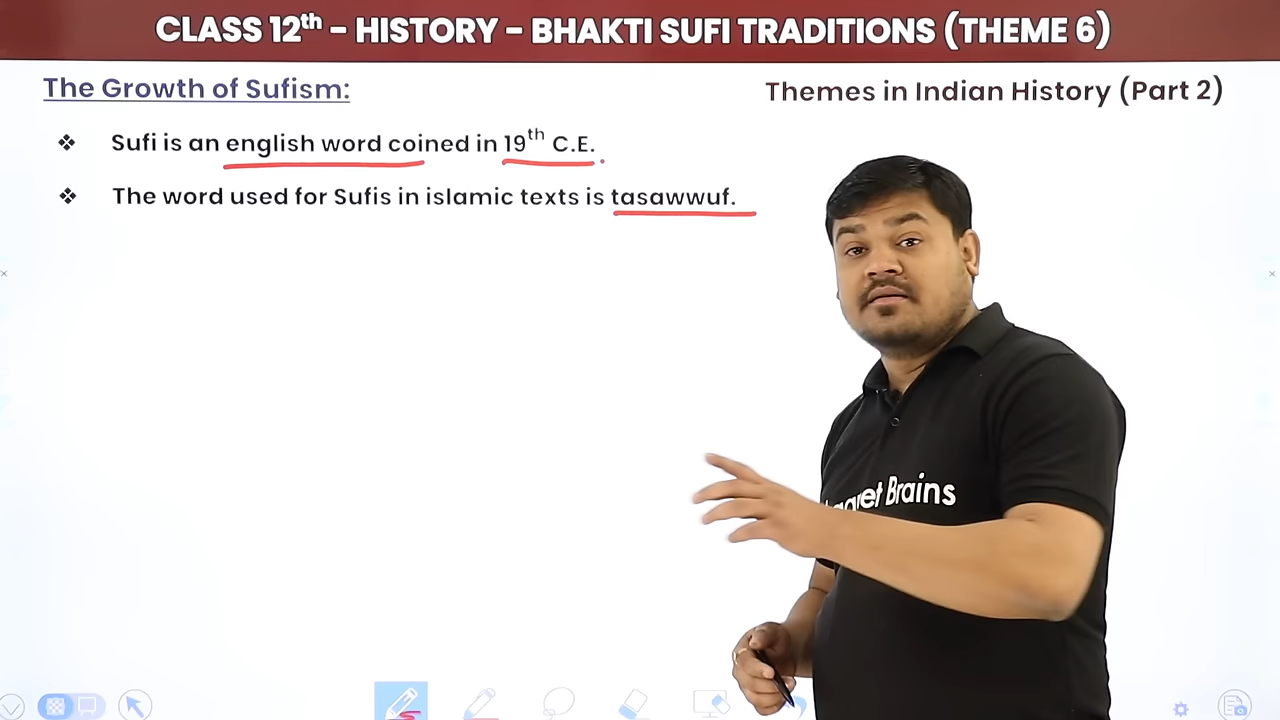 CLASS 12th - HISTORY - BHAKTI SUFI TRADITIONS (THEME 6)
The Growth of Sufism:
Themes in Indian History (Part 2)
❖ Sufi is an english word coined in 19th C.E.
❖ The word used for Sufis in islamic texts is tasawwuf.
Brains